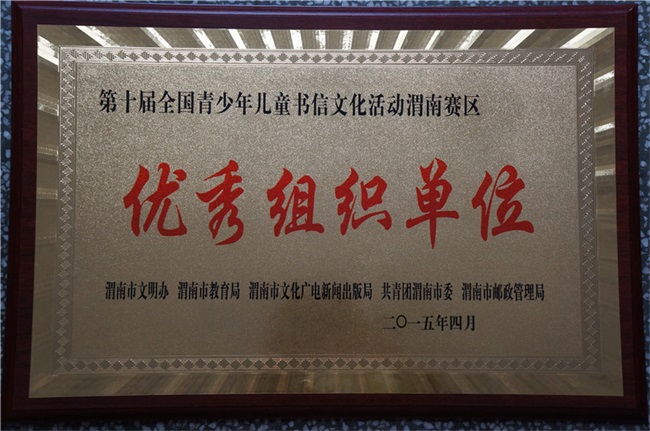 第十届全国青少年儿童书信文化活动渭南赛区
优秀组织单位
渭南市文明办 渭南市教育局 渭南市文化广电新闻出版局 共青团渭南市委 渭南市邮政管理局
二〇一五年四月